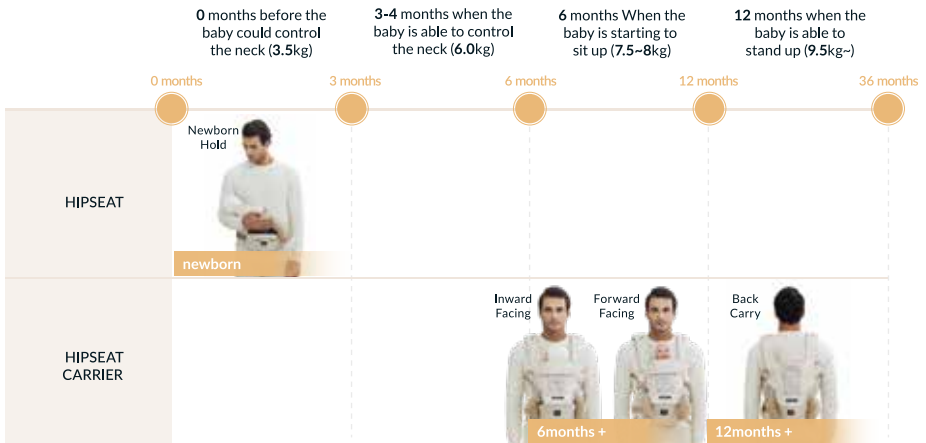 0 months before the
baby could control
the neck (3.5kg)
3-4 months when the
baby is able to control
the neck (6.0kg)
6 months When the
baby is starting to
sit up (7.5~8kg)
12 months when the
baby is able to
stand up (9.5kg~)
0 months
3 months
6 months
12 months
36 months
HIPSEAT
Newborn
Hold
newborn
HIPSEAT
CARRIER
Inward
Facing
Forward
Facing
Back
Carry
6months +
12months +